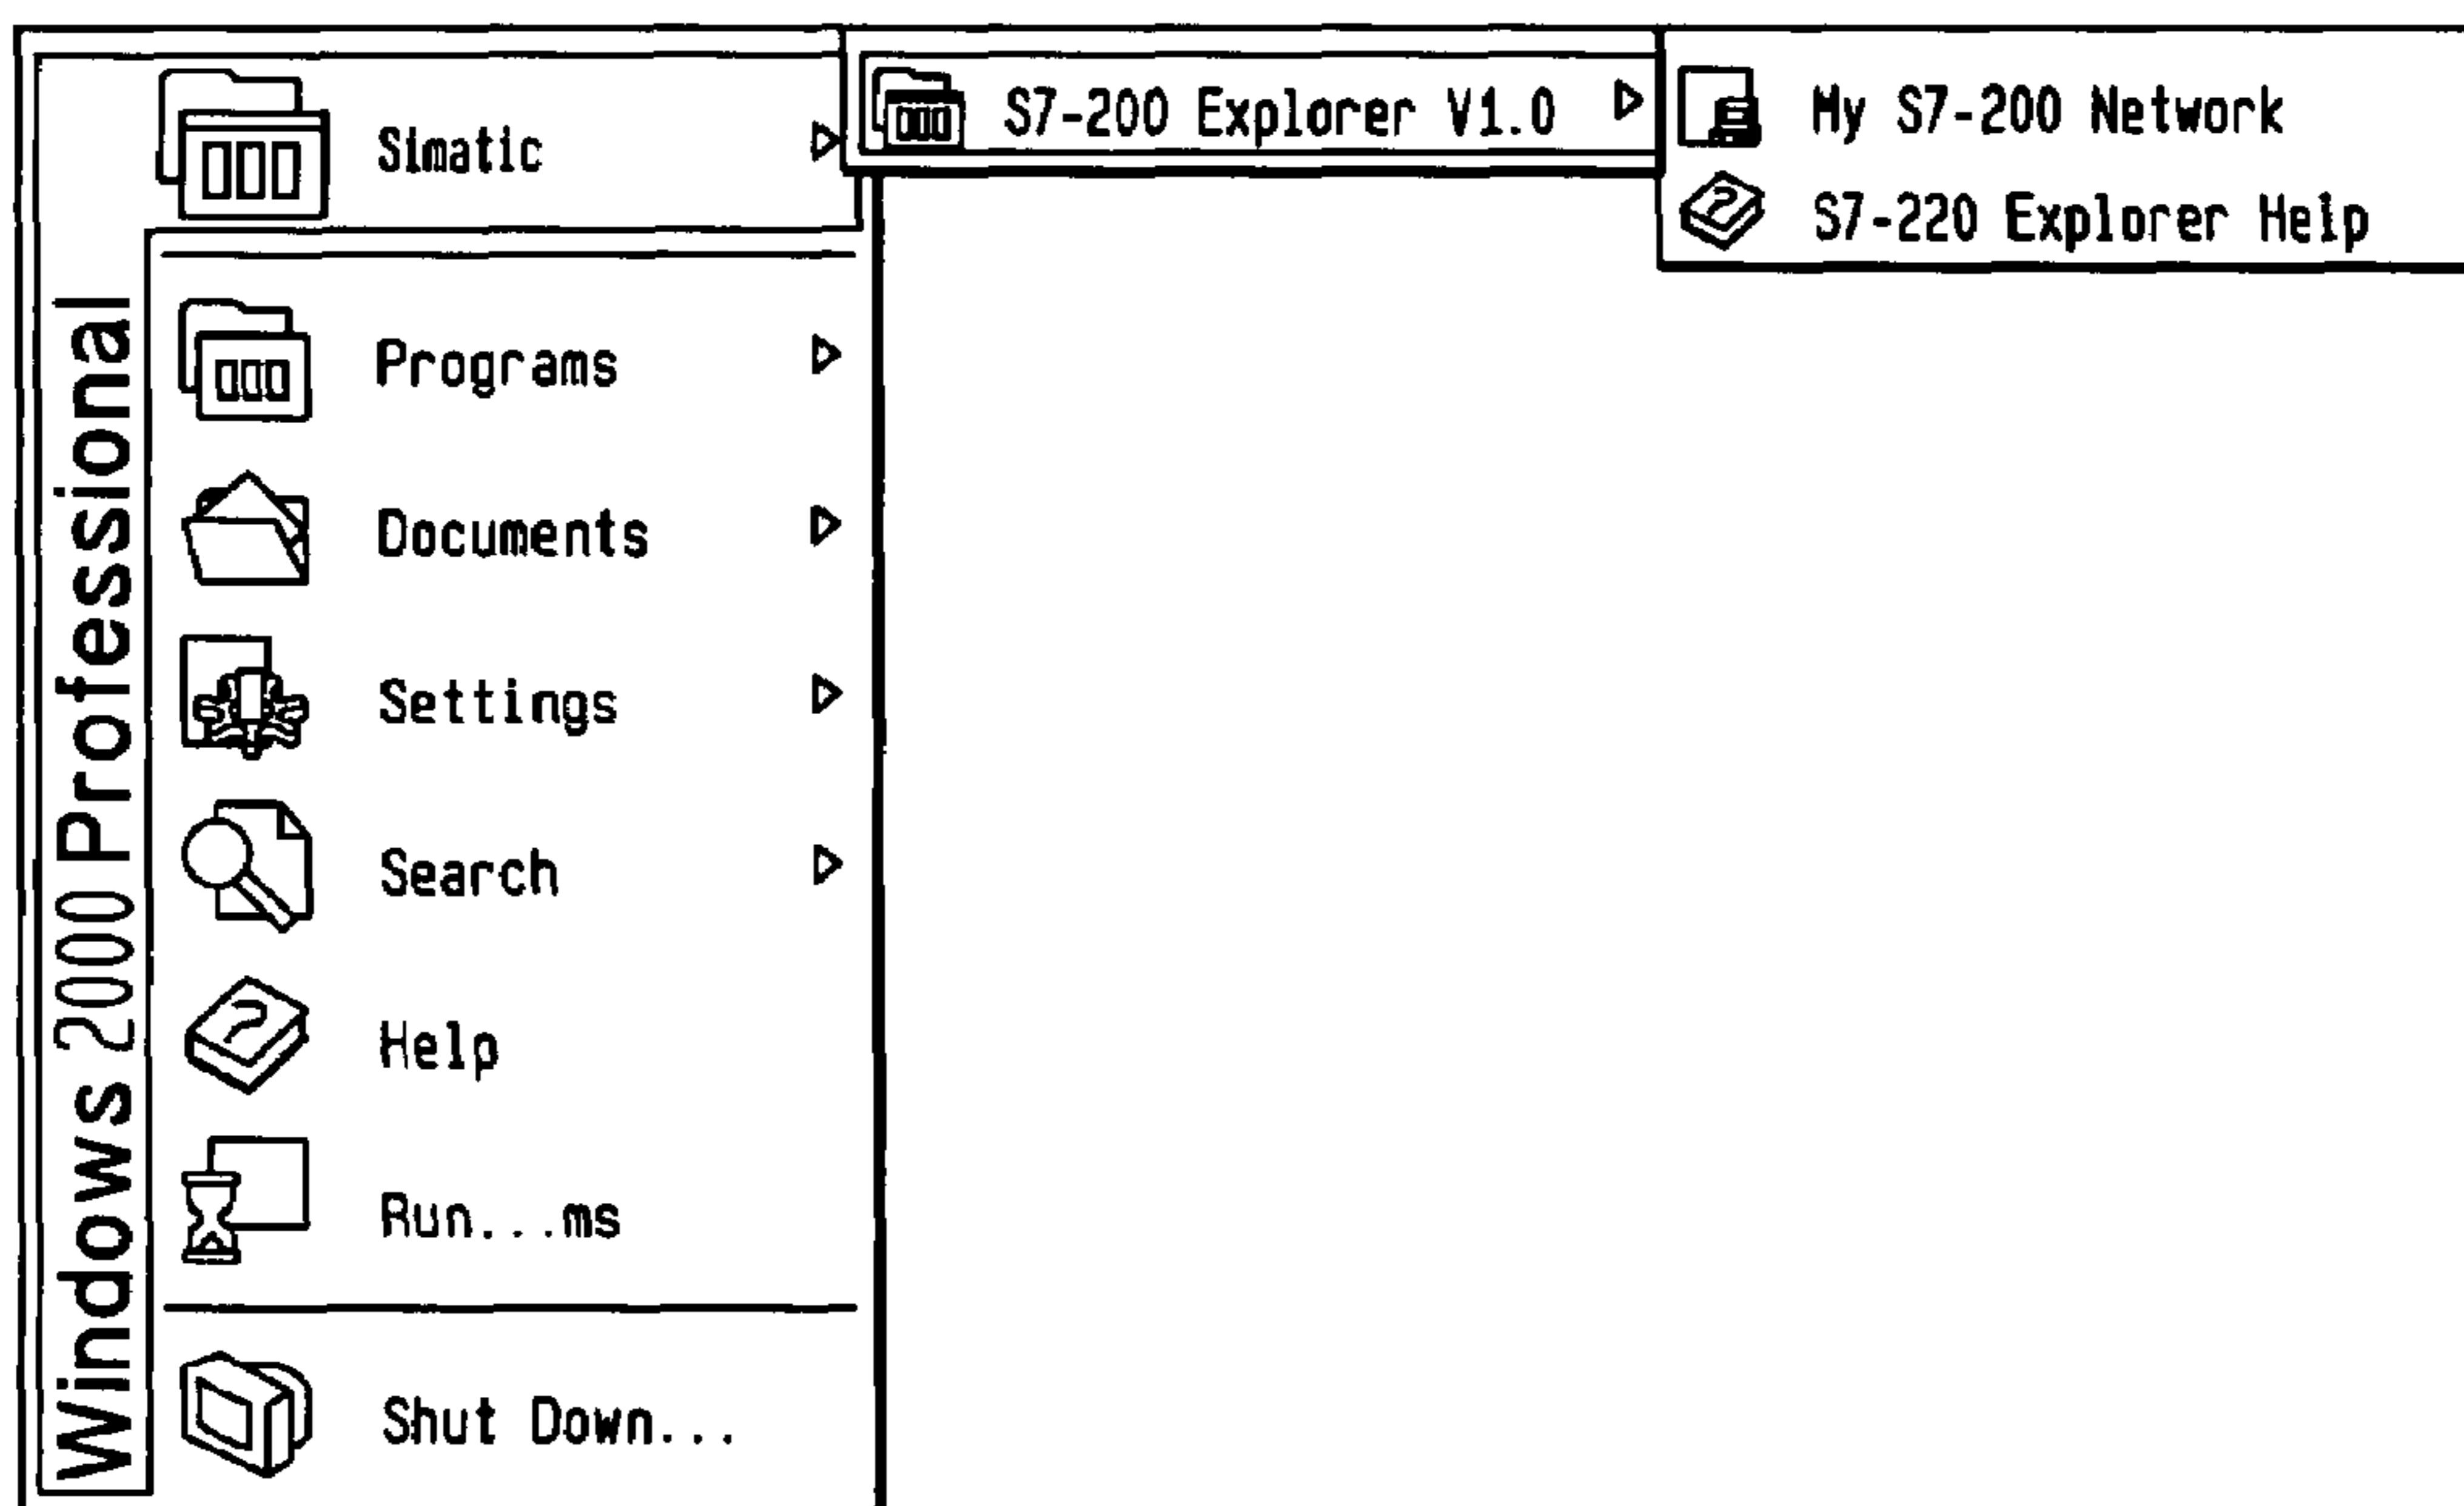 Simatic
S7-200 Explorer V1.0
My S7-200 Network
S7-220 Explorer Help
Windows 2000 Professional
Programs
Documents
Settings
Search
Help
Run...ms
Shut Down...